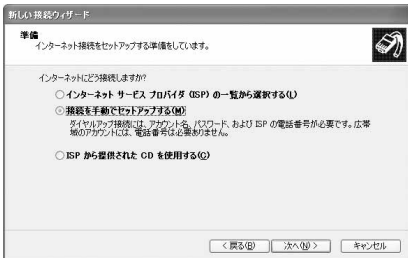 新しい接続ウィザード
準備
インターネット接続をセットアップする準備をしています。
インターネットにどう接続しますか?
インターネット サービス プロバイダ (ISP) の一覧から選択する(L)
接続を手動でセットアップする(M)
ダイヤルアップ接続には、アカウント名、パスワード、および ISP の電話番号が必要です。広帯
域のアカウントには、電話番号は必要ありません。
ISP から提供された CD を使用する(C)
< 戻る(B)
次へ(N) >
キャンセル